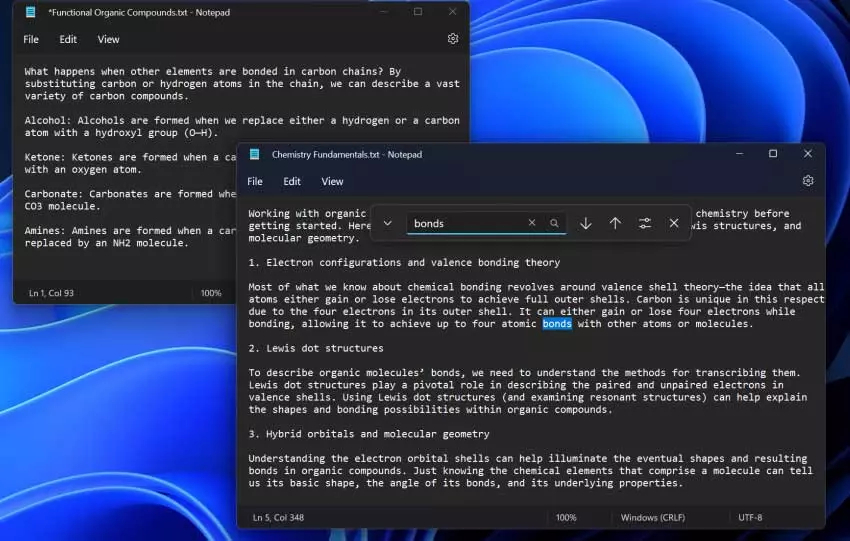 *Functional Organic Compounds.txt - Notepad
File Edit View
What happens when other elements are bonded in carbon chains? By
substituting carbon or hydrogen atoms in the chain, we can describe a vast
variety of carbon compounds.
Alcohol: Alcohols are formed when we replace either a hydrogen or a carbon
atom with a hydroxyl group (O—H).
Ketone: Ketones are formed when a ca
with an oxygen atom.
Carbonate: Carbonates are formed whe
CO3 molecule.
Amines: Amines are formed when a car
replaced by an NH2 molecule.
Ln 1, Col 93 100%
Chemistry Fundamentals.txt - Notepad
File Edit View
bonds
Working with organic chemistry before
getting started. Here wis structures, and
molecular geometry.
1. Electron configurations and valence bonding theory
Most of what we know about chemical bonding revolves around valence shell theory—the idea that all
atoms either gain or lose electrons to achieve full outer shells. Carbon is unique in this respect
due to the four electrons in its outer shell. It can either gain or lose four electrons while
bonding, allowing it to achieve up to four atomic bonds with other atoms or molecules.
2. Lewis dot structures
To describe organic molecules’ bonds, we need to understand the methods for transcribing them.
Lewis dot structures play a pivotal role in describing the paired and unpaired electrons in
valence shells. Using Lewis dot structures (and examining resonant structures) can help explain
the shapes and bonding possibilities within organic compounds.
3. Hybrid orbitals and molecular geometry
Understanding the electron orbital shells can help illuminate the eventual shapes and resulting
bonds in organic compounds. Just knowing the chemical elements that comprise a molecule can tell
us its basic shape, the angle of its bonds, and its underlying properties.
Ln 5, Col 348 100% Windows (CRLF) UTF-8